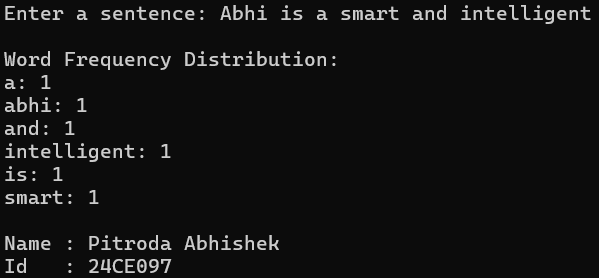 Enter a sentence: Abhi is a smart and intelligent
Word Frequency Distribution:
a: 1
abhi: 1
and: 1
intelligent: 1
is: 1
smart: 1
Name : Pitroda Abhishek
Id   : 24CE097